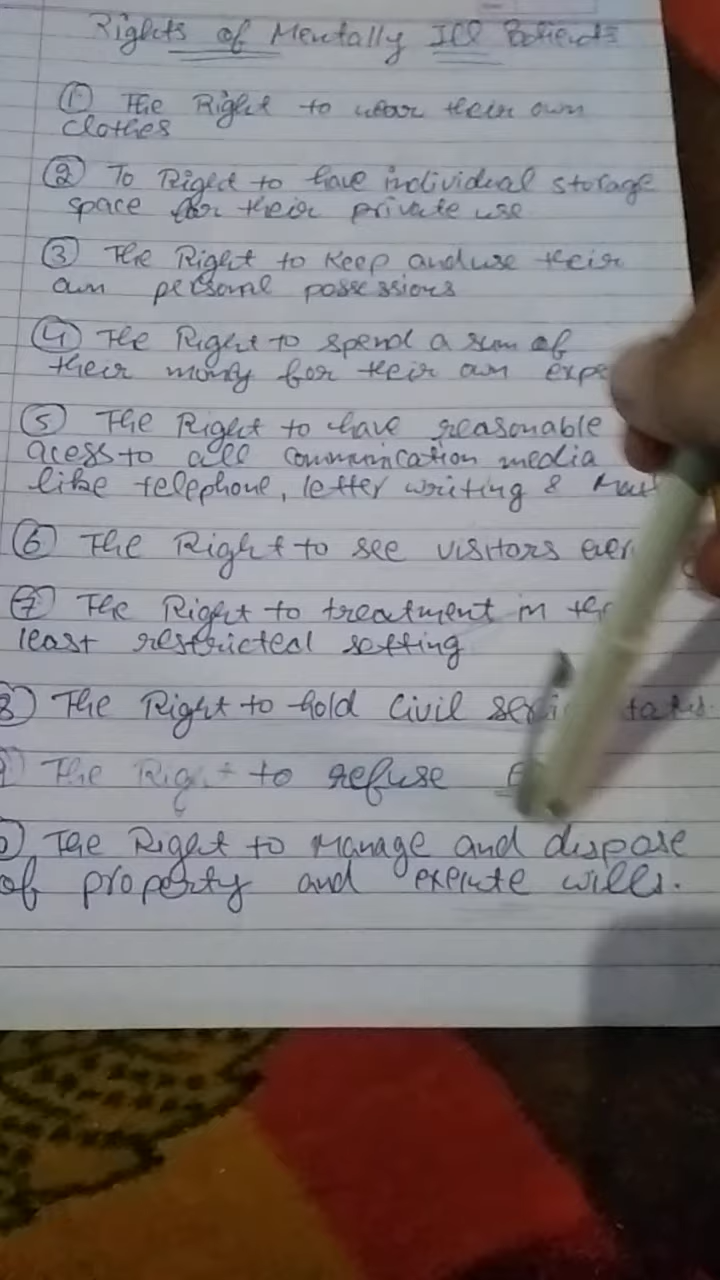 Rights of Mentally Ill Patients
① The Right to wear their own
clothes
② To Right to have individual storage
space for their private use
③ The Right to Keep and use their
own personal possessions
④ The Right to spend a sum of
their money for their own expe
⑤ The Right to have reasonable
acess to all communication media
like telephone, letter writing &
⑥ The Right to see visitors ever
⑦ The Right to treatment in the
least restricted setting
8) The Right to hold Civil servi
The Right to refuse
The Right to Manage and dispose
of property and execute wills.